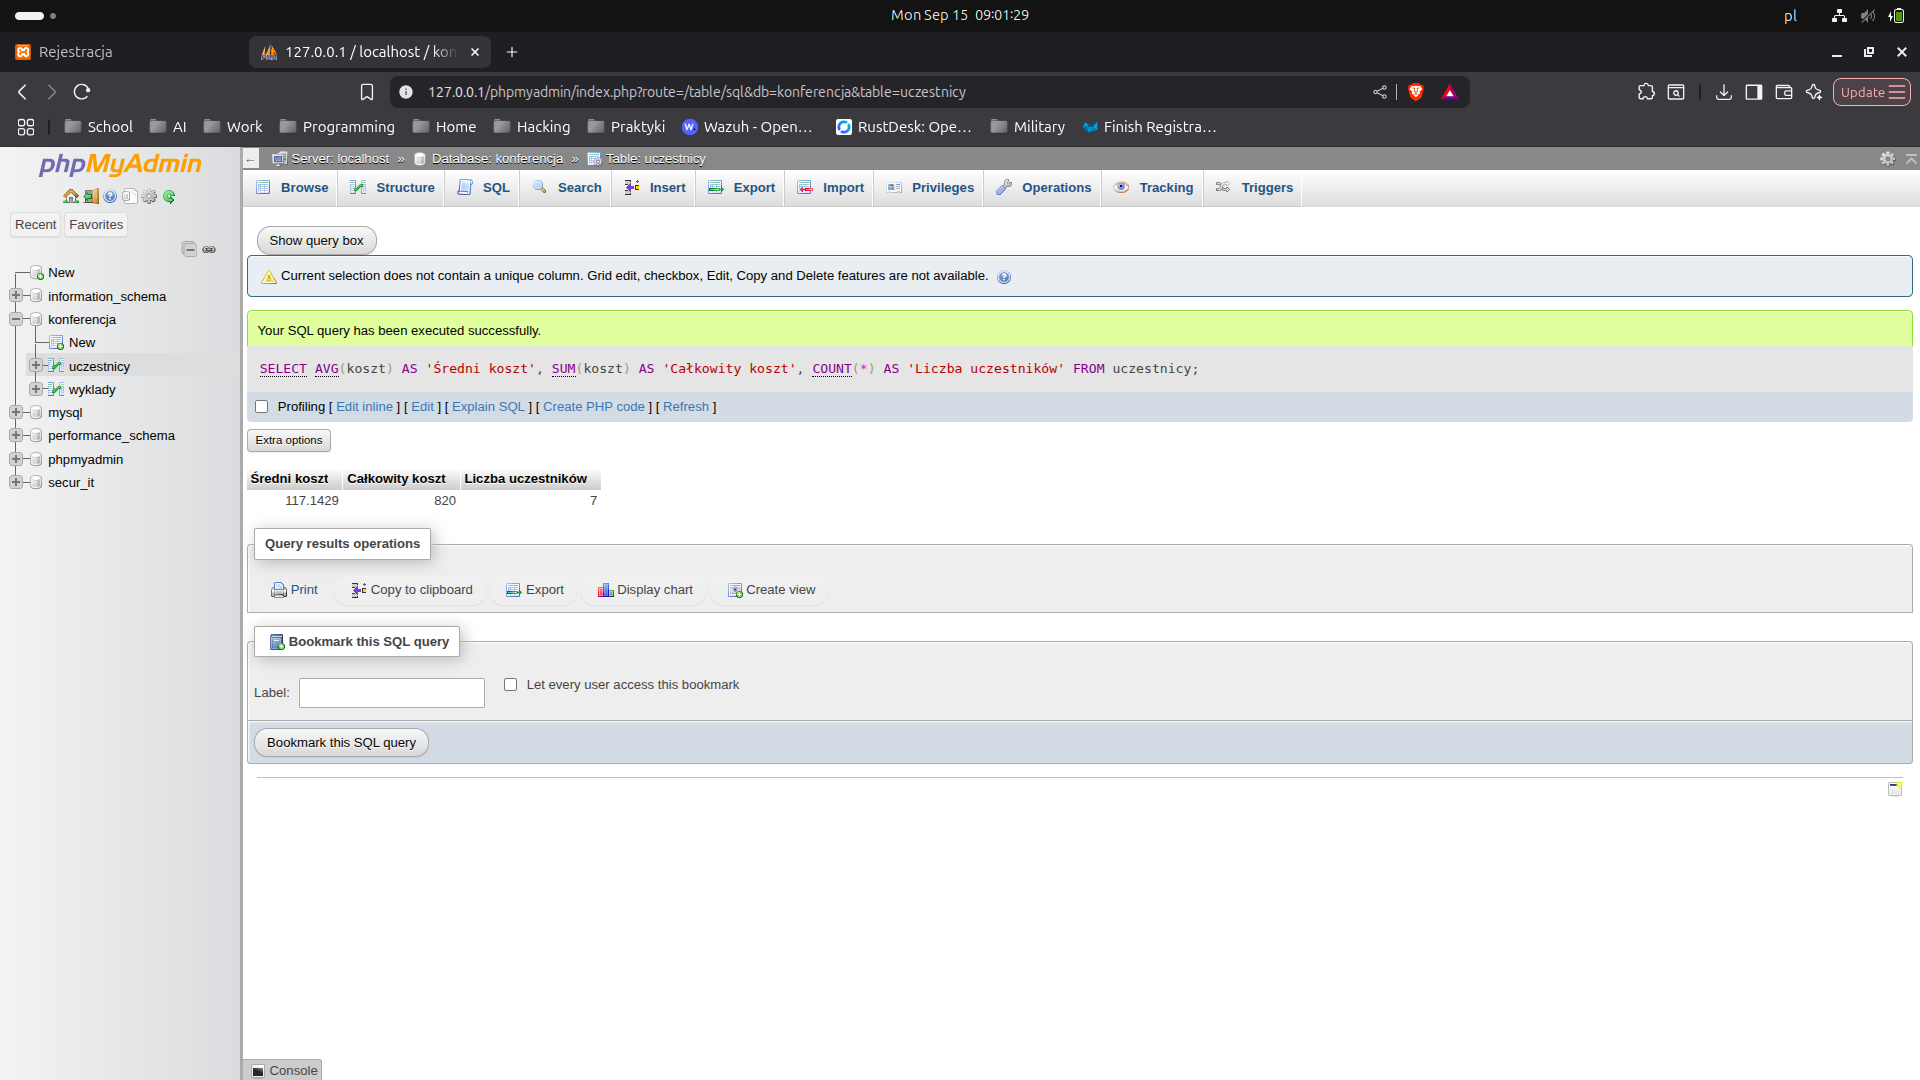 Mon Sep 15 09:01:29
pl
Rejestracja
127.0.0.1 / localhost / kon
127.0.0.1/phpmyadmin/index.php?route=/table/sql&db=konferencja&table=uczestnicy
Update
School
AI
Work
Programming
Home
Hacking
Praktyki
Wazuh - Open…
RustDesk: Ope…
Military
Finish Registra…
phpMyAdmin
Recent
Favorites
New
information_schema
konferencja
New
uczestnicy
wyklady
mysql
performance_schema
phpmyadmin
secur_it
Server: localhost » Database: konferencja » Table: uczestnicy
Browse
Structure
SQL
Search
Insert
Export
Import
Privileges
Operations
Tracking
Triggers
Show query box
Current selection does not contain a unique column. Grid edit, checkbox, Edit, Copy and Delete features are not available.
Your SQL query has been executed successfully.
SELECT AVG(koszt) AS 'Średni koszt', SUM(koszt) AS 'Całkowity koszt', COUNT(*) AS 'Liczba uczestników' FROM uczestnicy;
Profiling [ Edit inline ] [ Edit ] [ Explain SQL ] [ Create PHP code ] [ Refresh ]
Extra options
Średni koszt Całkowity koszt Liczba uczestników
117.1429 820 7
Query results operations
Print
Copy to clipboard
Export
Display chart
Create view
Bookmark this SQL query
Label:
Let every user access this bookmark
Bookmark this SQL query
Console